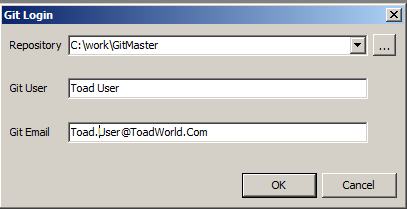 Git Login
Repository C:\work\GitMaster ...
Git User Toad User
Git Email Toad.User@ToadWorld.Com
OK Cancel